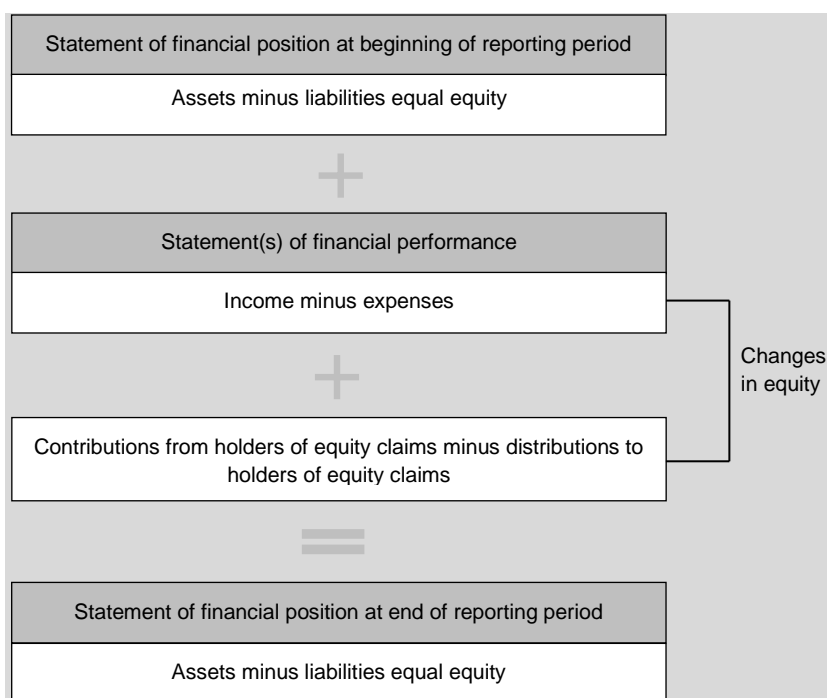 Statement of financial position at beginning of reporting period
Assets minus liabilities equal equity
+
Statement(s) of financial performance
Income minus expenses
Changes
in equity
+
Contributions from holders of equity claims minus distributions to
holders of equity claims
=
Statement of financial position at end of reporting period
Assets minus liabilities equal equity